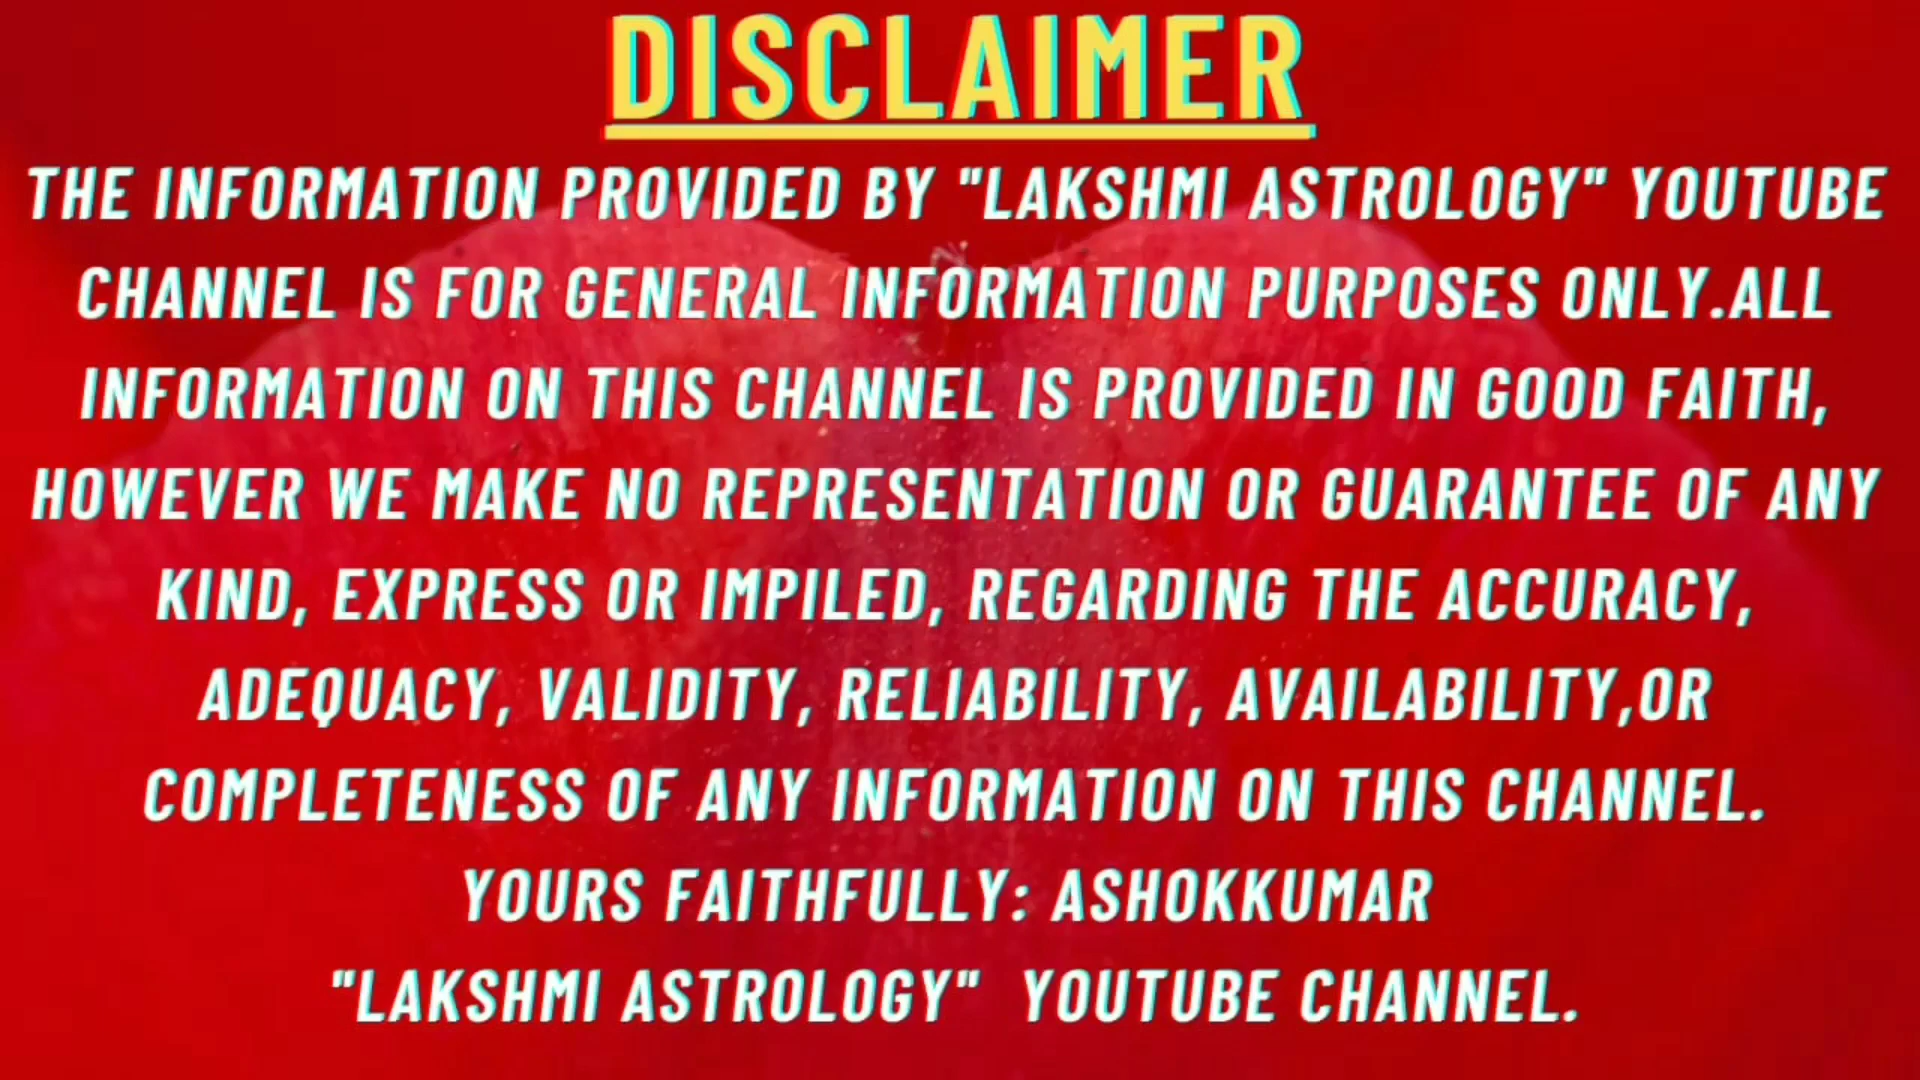 DISCLAIMER
THE INFORMATION PROVIDED BY "LAKSHMI ASTROLOGY" YOUTUBE
CHANNEL IS FOR GENERAL INFORMATION PURPOSES ONLY.ALL
INFORMATION ON THIS CHANNEL IS PROVIDED IN GOOD FAITH,
HOWEVER WE MAKE NO REPRESENTATION OR GUARANTEE OF ANY
KIND, EXPRESS OR IMPILED, REGARDING THE ACCURACY,
ADEQUACY, VALIDITY, RELIABILITY, AVAILABILITY,OR
COMPLETENESS OF ANY INFORMATION ON THIS CHANNEL.
YOURS FAITHFULLY: ASHOKKUMAR
"LAKSHMI ASTROLOGY" YOUTUBE CHANNEL.